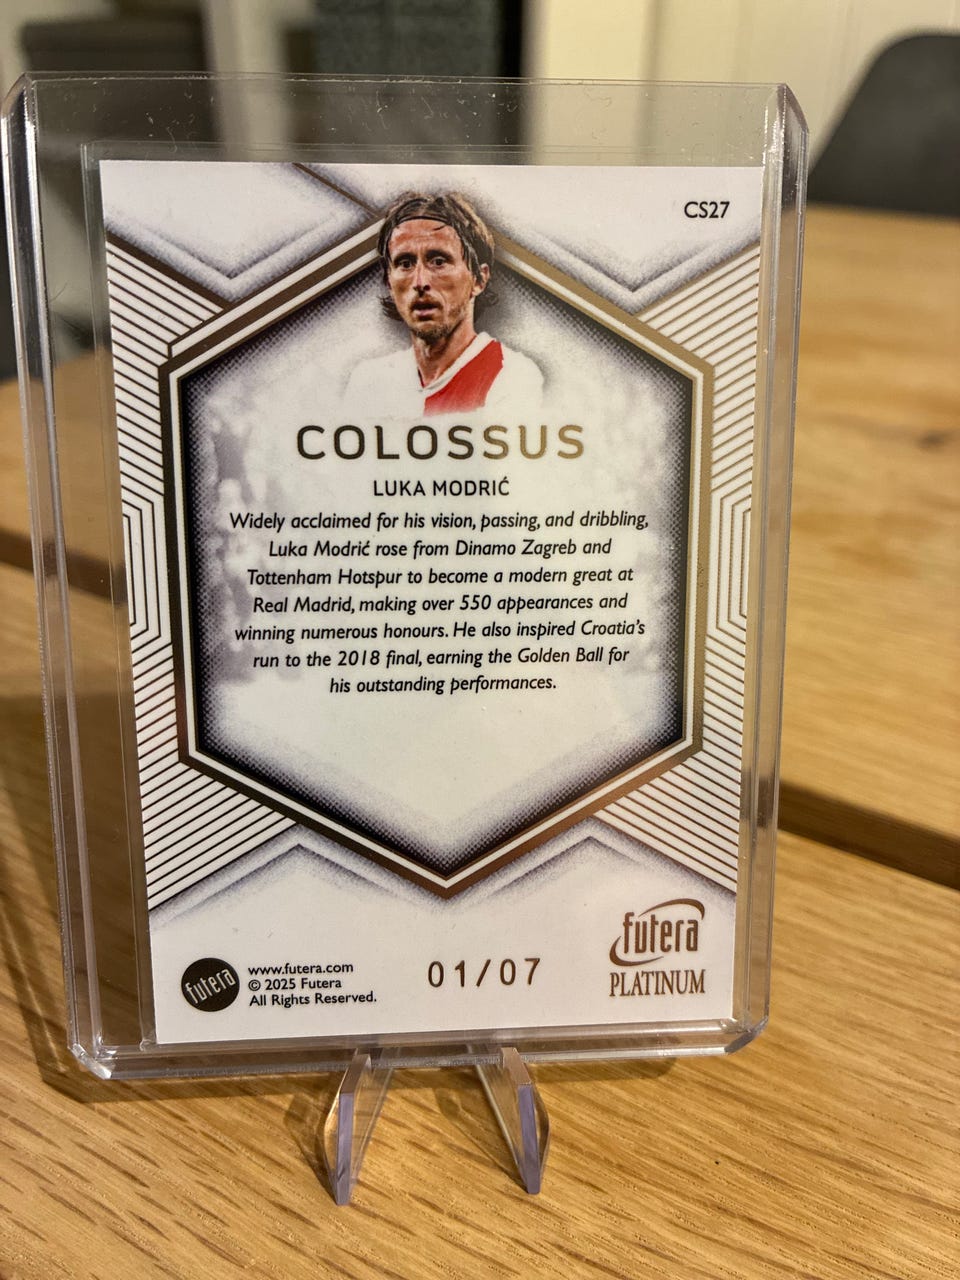 CS27
COLOSSUS
LUKA MODRIĆ
Widely acclaimed for his vision, passing, and dribbling,
Luka Modrić rose from Dinamo Zagreb and
Tottenham Hotspur to become a modern great at
Real Madrid, making over 550 appearances and
winning numerous honours. He also inspired Croatia's
run to the 2018 final, earning the Golden Ball for
his outstanding performances.
futera
www.futera.com
© 2025 Futera
All Rights Reserved.
01/07
futera
PLATINUM